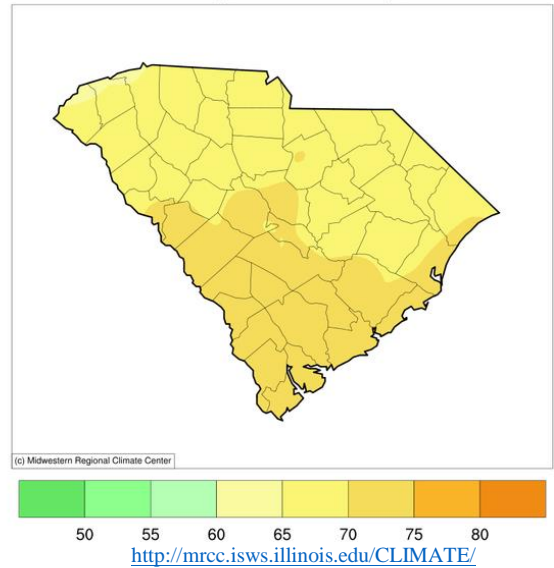 (c) Midwestern Regional Climate Center
50 55 60 65 70 75 80
http://mrcc.isws.illinois.edu/CLIMATE/